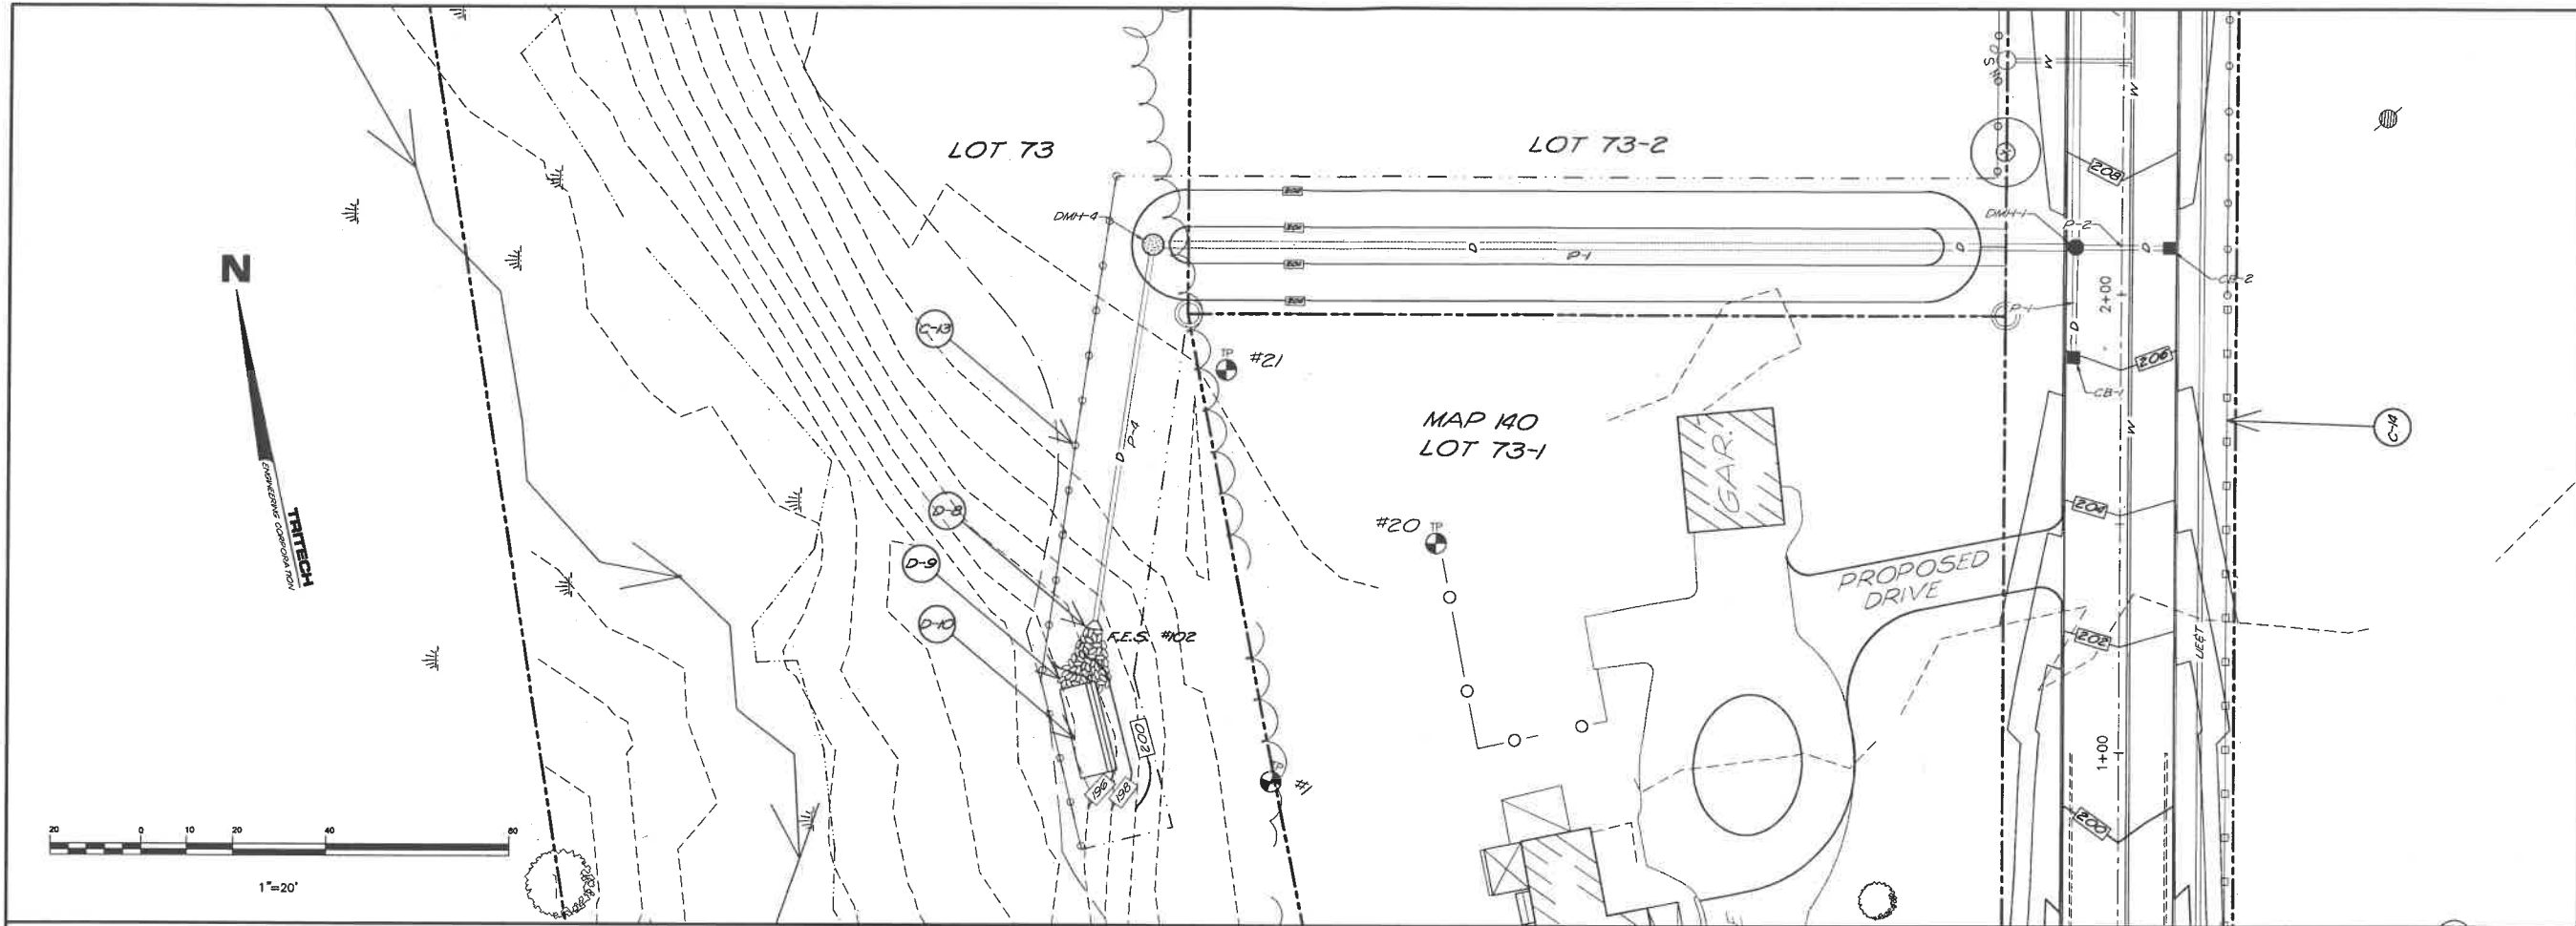 LOT 73
LOT 73-2
208
DMH-4
DMH-1
P-2
D
D
D
P-1
CB-2
N
C-13
2+00
P-1
D
TP
#21
206
CB-1
MAP 140
LOT 73-1
C-14
GAR.
W
W
W
P-4
D
TRITECH
ENGINEERING CORPORATION
D-8
204
#20
TP
D-9
PROPOSED
DRIVE
D-10
F.E.S. #102
202
UE&T
200
1+00
196
198
#1
200
20
0
10
20
40
80
1"=20'